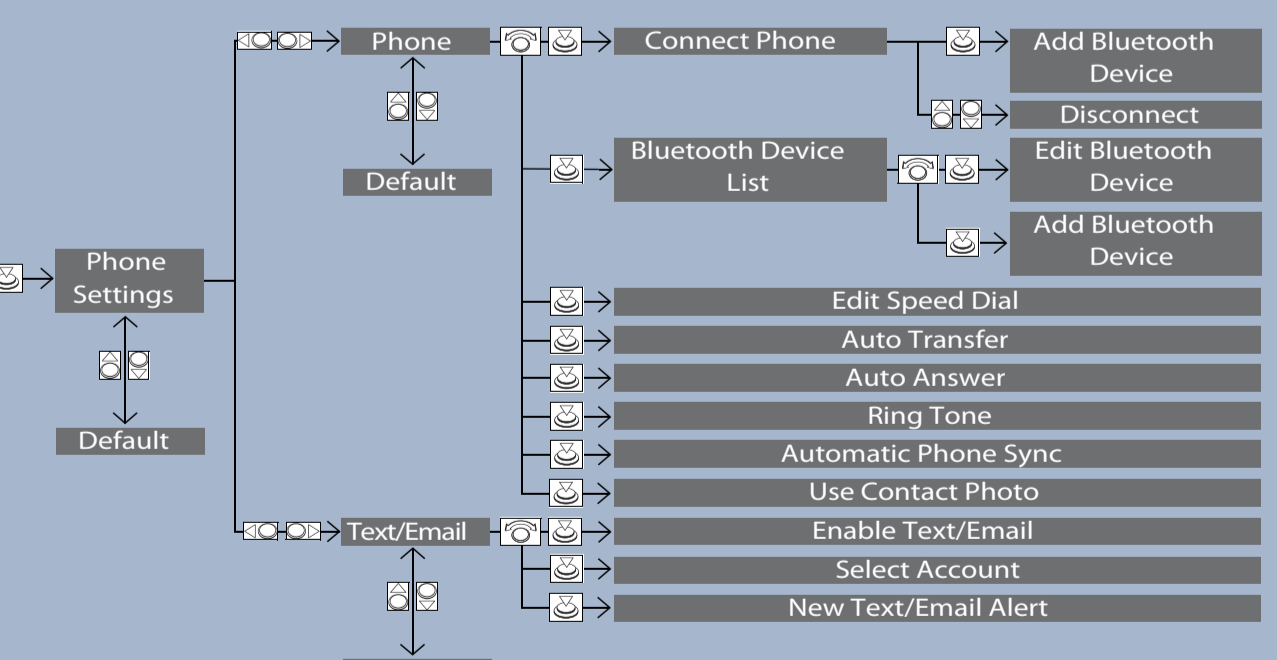 Phone
Connect Phone
Add Bluetooth
Device
Disconnect
Default
Bluetooth Device
List
Edit Bluetooth
Device
Add Bluetooth
Device
Phone
Settings
Default
Edit Speed Dial
Auto Transfer
Auto Answer
Ring Tone
Automatic Phone Sync
Use Contact Photo
Text/Email
Enable Text/Email
Select Account
New Text/Email Alert